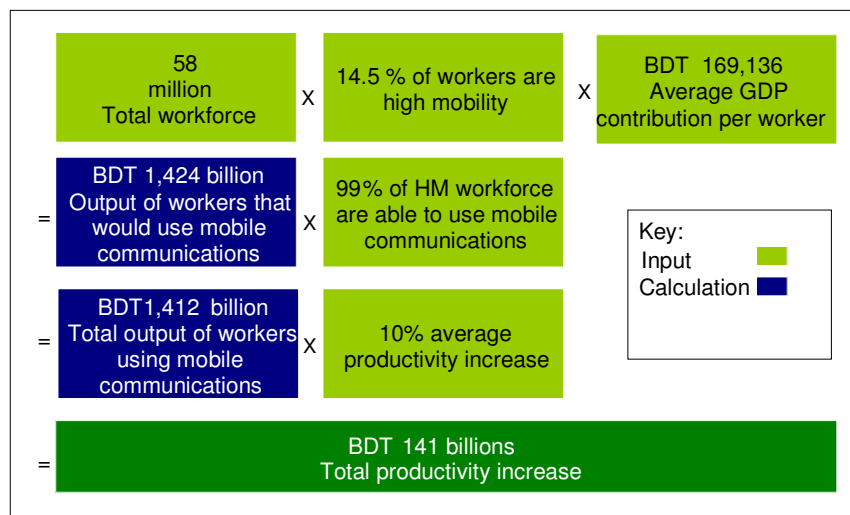 58
million
Total workforce
X
14.5 % of workers are
high mobility
X
BDT 169,136
Average GDP
contribution per worker
=
BDT 1,424 billion
Output of workers that
would use mobile
communications
X
99% of HM workforce
are able to use mobile
communications
Key:
Input
Calculation
=
BDT1,412 billion
Total output of workers
using mobile
communications
X
10% average
productivity increase
=
BDT 141 billions
Total productivity increase